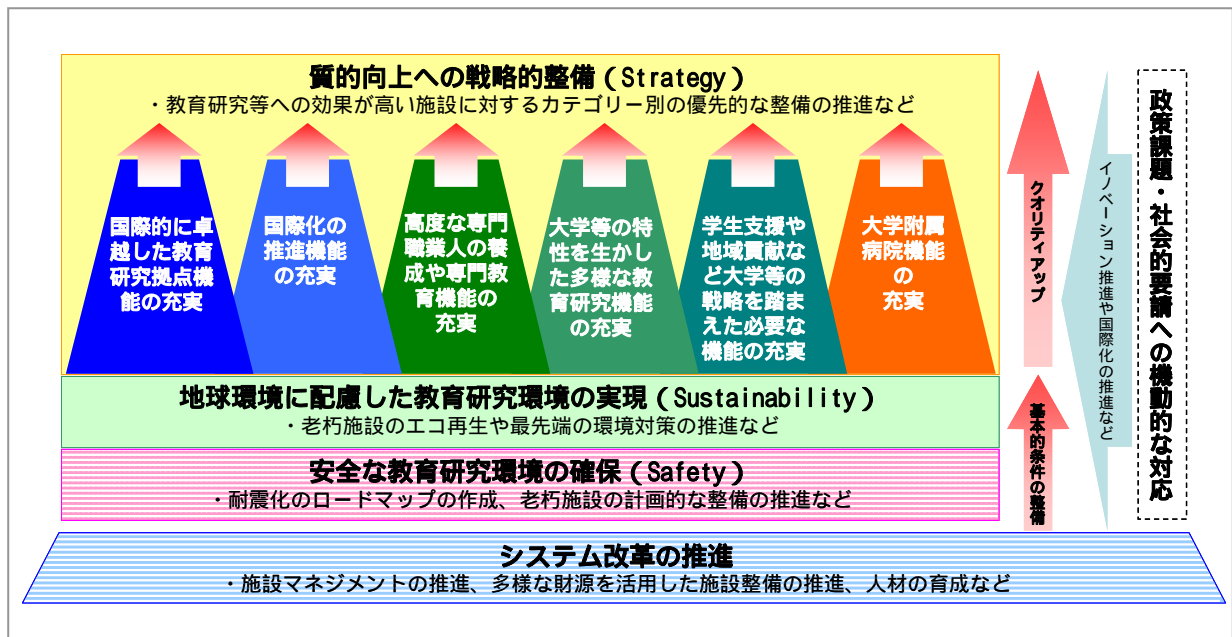 質的向上への戦略的整備（Strategy）
・教育研究等への効果が高い施設に対するカテゴリー別の優先的な整備の推進など
国際的に卓
越した教育
研究拠点機
能の充実
国際化の
推進機能
の充実
高度な専門
職業人の養
成や専門教
育機能の
充実
大学等の特
性を生かし
た多様な教
育研究機能
の充実
学生支援や
地域貢献な
ど大学等の
戦略を踏ま
えた必要な
機能の充実
大学附属
病院機能
の
充実
地球環境に配慮した教育研究環境の実現（Sustainability）
・老朽施設のエコ再生や最先端の環境対策の推進など
安全な教育研究環境の確保（Safety）
・耐震化のロードマップの作成、老朽施設の計画的な整備の推進など
クオリティアップ
基本的条件の整備
イノベーション推進や国際化の推進など
政策課題・社会的要請への機動的な対応
システム改革の推進
・施設マネジメントの推進、多様な財源を活用した施設整備の推進、人材の育成など